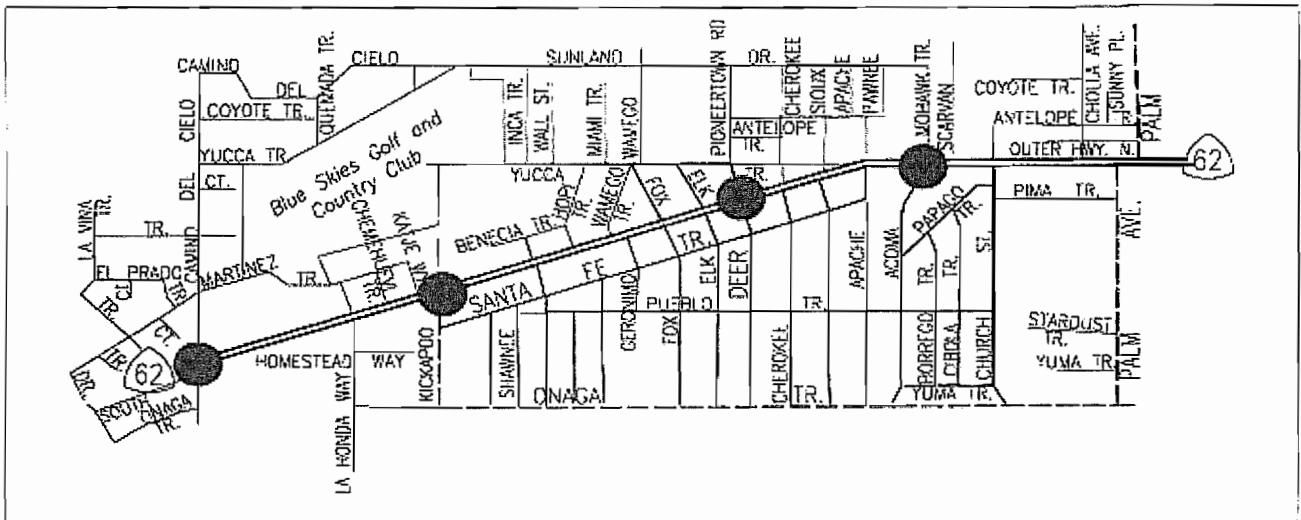 CAMINO
DEL
CIELO
SUNLAND
DR.
QUEMADA TR.
COYOTE TR.
CIELO
DEL
CAMINO
YUCCA TR.
CT.
Blue Skies Golf and
Country Club
INCA TR.
WALL ST.
MIAMI TR.
WAMEGO
PIONEERTOWN RD
CHEROKEE
SIOUX
APACHE
PAWNEE
ANTELOPE
TR.
MOHAWK TR.
SCARVAN
COYOTE TR.
CHOLLA AVE.
SUNNY PL.
ANTELOPE
TR.
PALM
OUTER HWY. N.
62
YUCCA
TR.
HOPI
TR.
WAMEGO
TR.
FOX
ELK
BENECIA TR.
LA VINA
TR.
TR.
EL PRADO
CT.
TR.
TR.
MARTINEZ
TR.
CHEMEHUEVI
TR.
SANTA
FE
TR.
ELK
DEER
APACHE
ACOMA
PAPAGO
TR.
PIMA TR.
AVE.
ST.
PUEBLO
TR.
GERONIMO
FOX
CT.
TR.
62
DR.
SOUTH
ONAGA
TR.
HOMESTEAD WAY
LA HONDA WAY
KICKAPOO
SHAWNEE
ONAGA
TR.
CHEROKEE
BORREGO
TR.
TR.
CHURCH
YUMA TR.
STARDUST
TR.
YUMA TR.
PALM